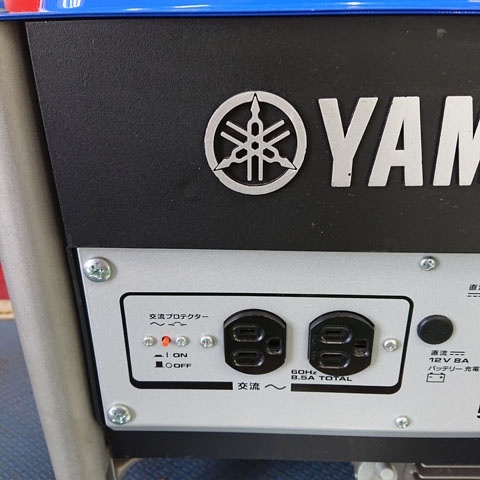 YAM
交流プロテクター
ON
OFF
交流
60Hz
8.5A TOTAL
直流
12V 8A
バッテリー充電